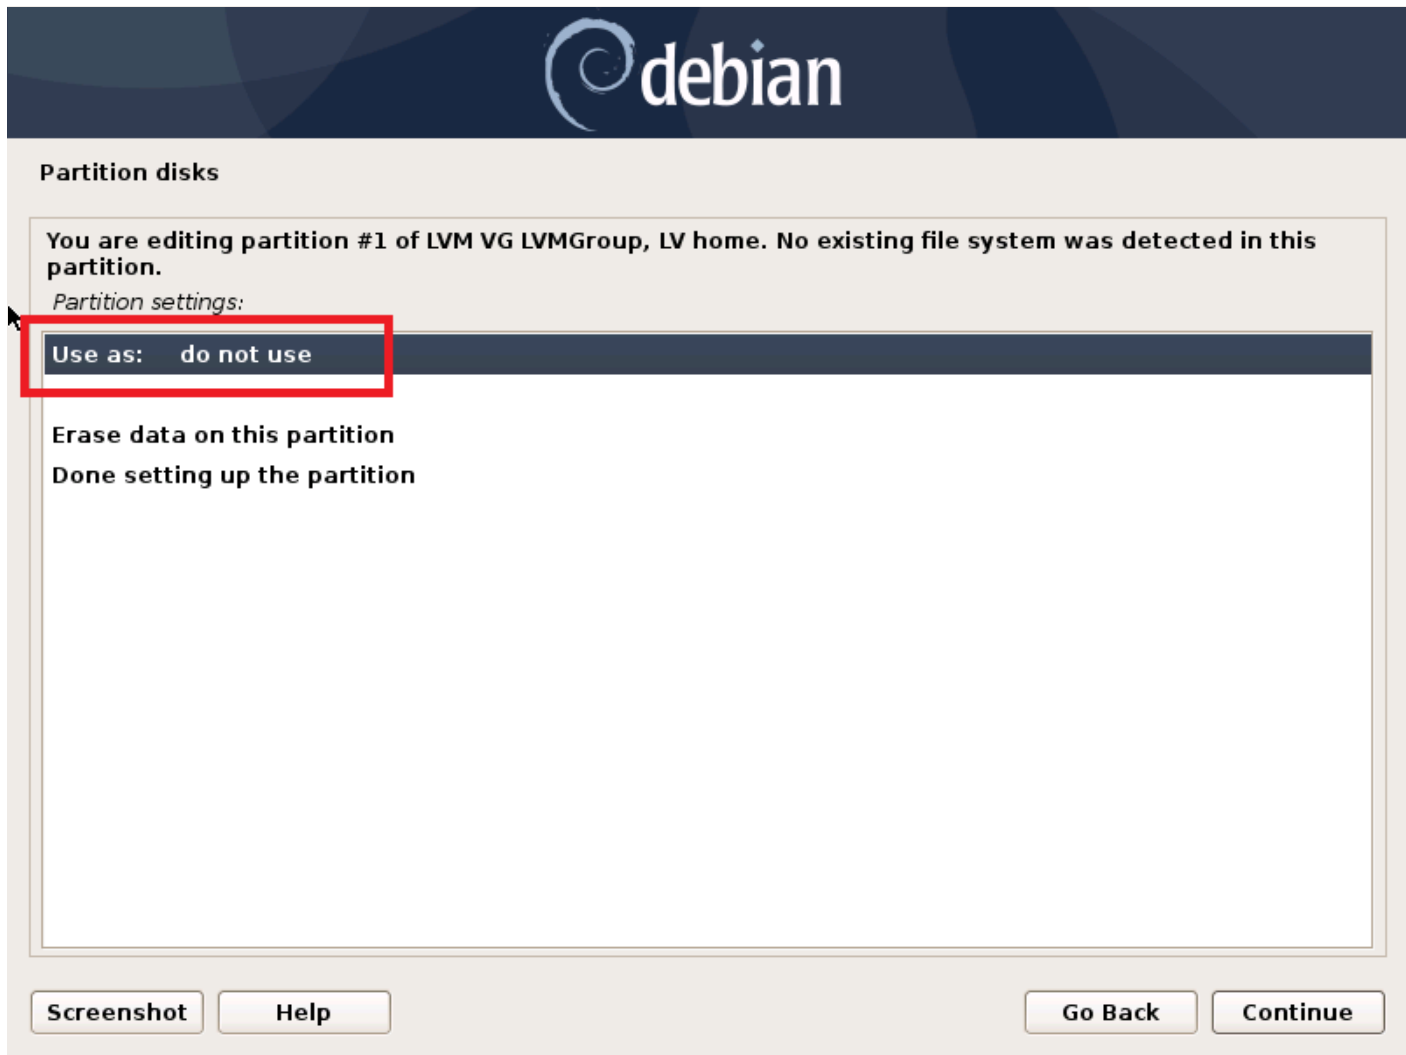 debian
Partition disks
You are editing partition #1 of LVM VG LVMGroup, LV home. No existing file system was detected in this
partition.
Partition settings:
Use as: do not use
Erase data on this partition
Done setting up the partition
Screenshot Help Go Back Continue